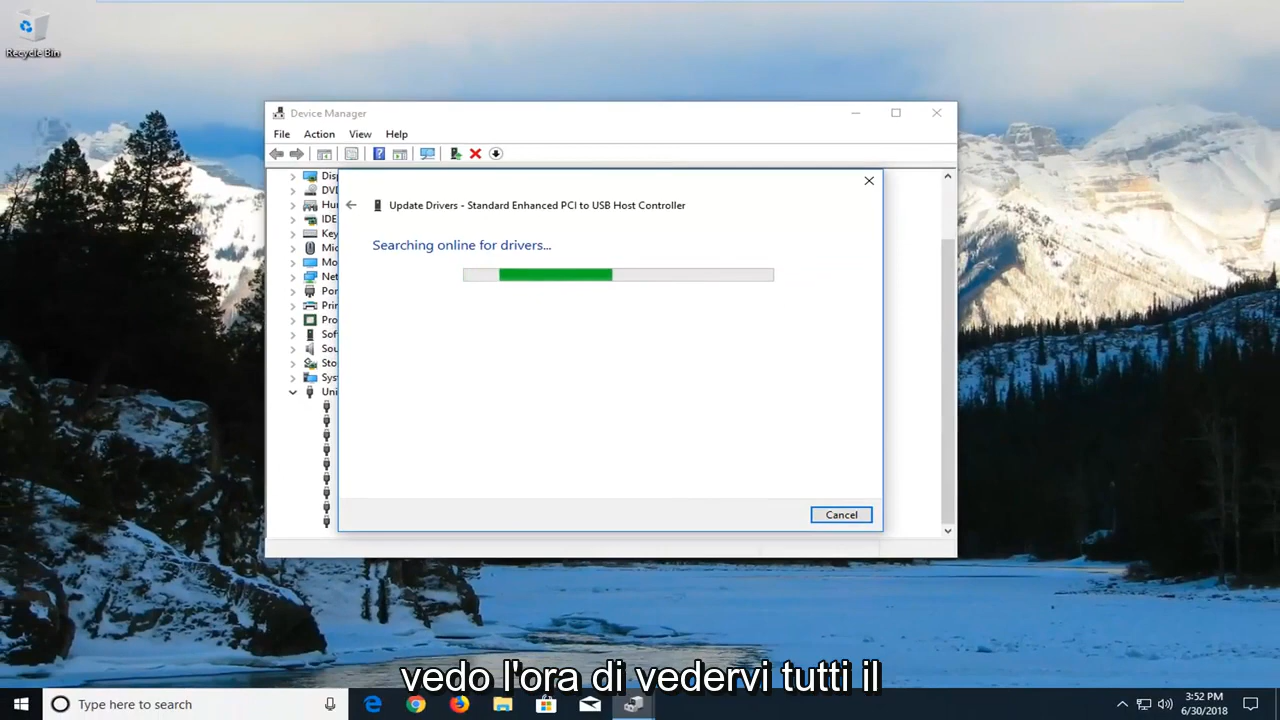 Recycle Bin
Device Manager
File Action View Help
Update Drivers - Standard Enhanced PCI to USB Host Controller
Searching online for drivers...
Cancel
vedo l'ora di vedervi tutti il
Type here to search
3:52 PM
6/30/2018